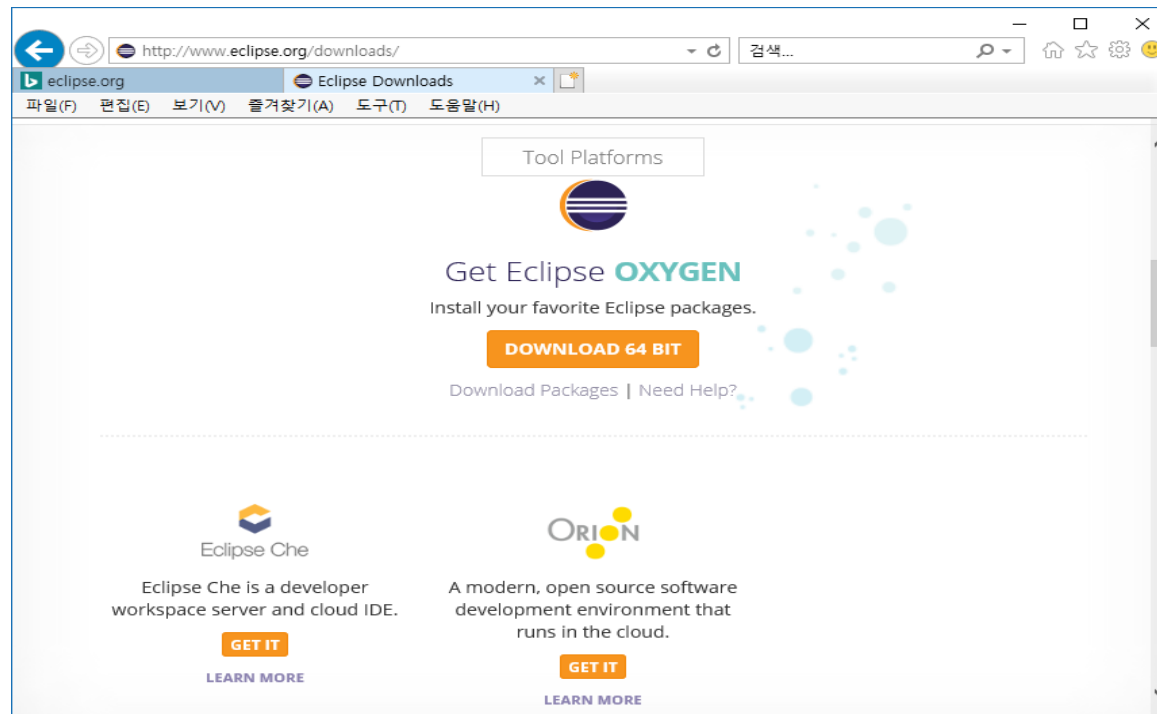 http://www.eclipse.org/downloads/
검색...
eclipse.org
Eclipse Downloads
파일(F) 편집(E) 보기(V) 즐겨찾기(A) 도구(T) 도움말(H)
Tool Platforms
Get Eclipse OXYGEN
Install your favorite Eclipse packages.
DOWNLOAD 64 BIT
Download Packages | Need Help?
Eclipse Che
Eclipse Che is a developer
workspace server and cloud IDE.
GET IT
LEARN MORE
ORION
A modern, open source software
development environment that
runs in the cloud.
GET IT
LEARN MORE